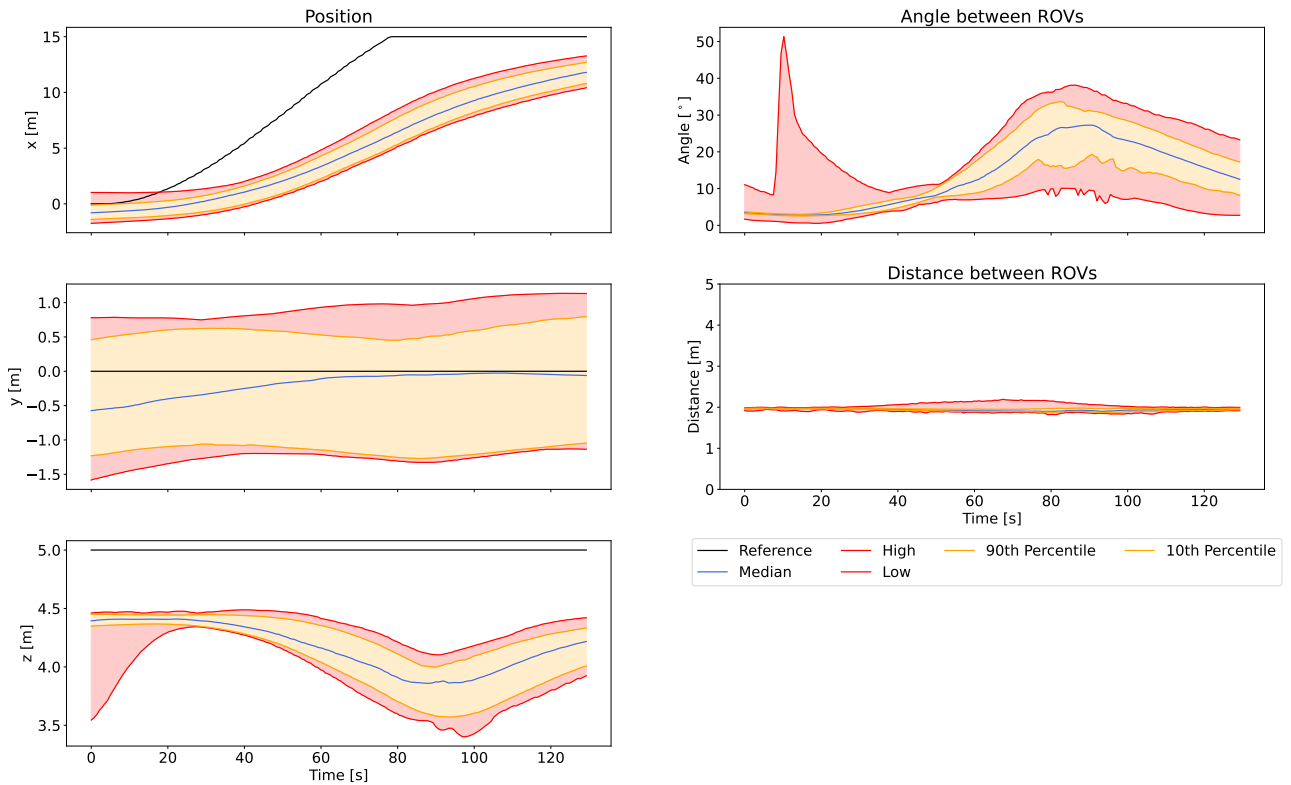 Position
15
10
5
0
x [m]
1.0
0.5
0.0
−0.5
−1.0
−1.5
y [m]
5.0
4.5
4.0
3.5
z [m]
0 20 40 60 80 100 120
Time [s]
Angle between ROVs
50
40
30
20
10
0
Angle [°]
Distance between ROVs
5
4
3
2
1
0
Distance [m]
0 20 40 60 80 100 120
Time [s]
Reference High 90th Percentile 10th Percentile
Median Low